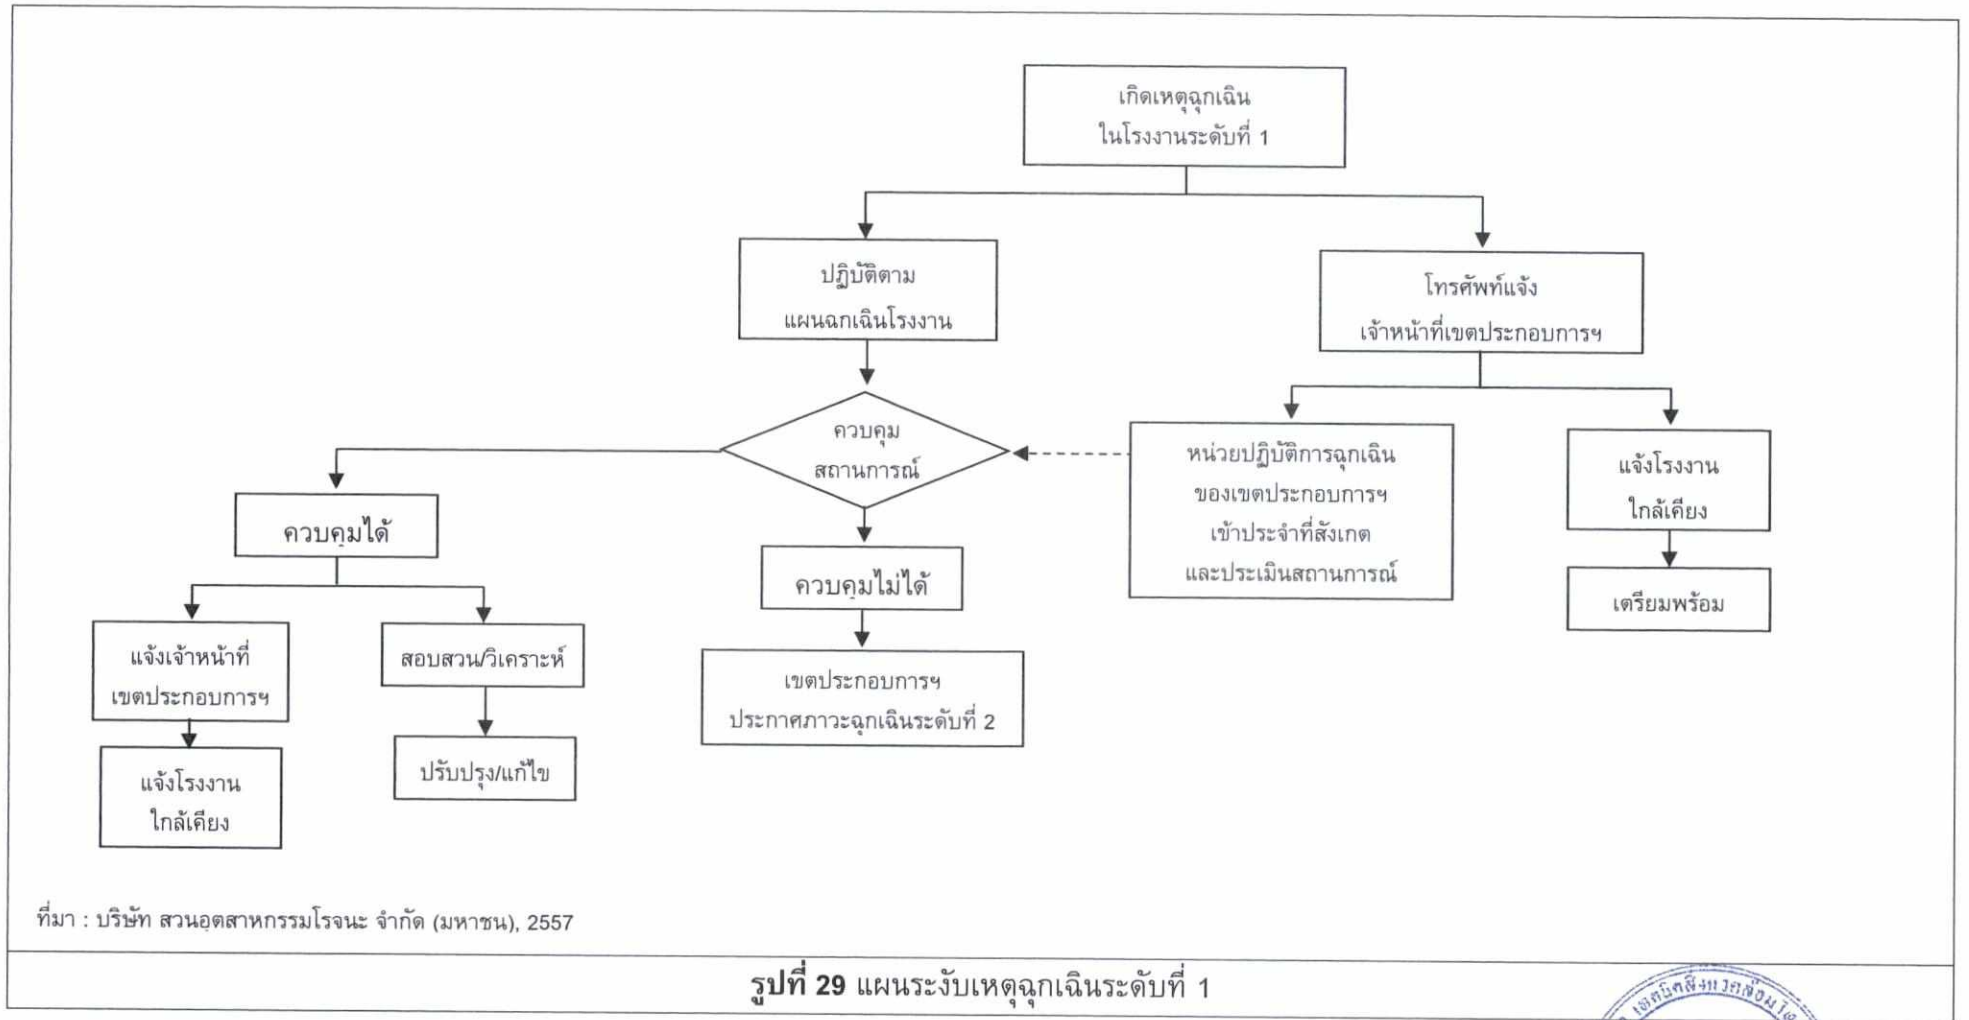 เกิดเหตุฉุกเฉิน
ในโรงงานระดับที่ 1
ปฏิบัติตาม
แผนฉุกเฉินโรงงาน
โทรศัพท์แจ้ง
เจ้าหน้าที่เขตประกอบการฯ
ควบคุม
สถานการณ์
หน่วยปฏิบัติการฉุกเฉิน
ของเขตประกอบการฯ
เข้าประจำที่สังเกต
และประเมินสถานการณ์
แจ้งโรงงาน
ใกล้เคียง
เตรียมพร้อม
ควบคุมได้
ควบคุมไม่ได้
แจ้งเจ้าหน้าที่
เขตประกอบการฯ
สอบสวน/วิเคราะห์
เขตประกอบการฯ
ประกาศภาวะฉุกเฉินระดับที่ 2
แจ้งโรงงาน
ใกล้เคียง
ปรับปรุง/แก้ไข
ที่มา : บริษัท สวนอุตสาหกรรมโรจนะ จำกัด (มหาชน), 2557
รูปที่ 29 แผนระงับเหตุฉุกเฉินระดับที่ 1